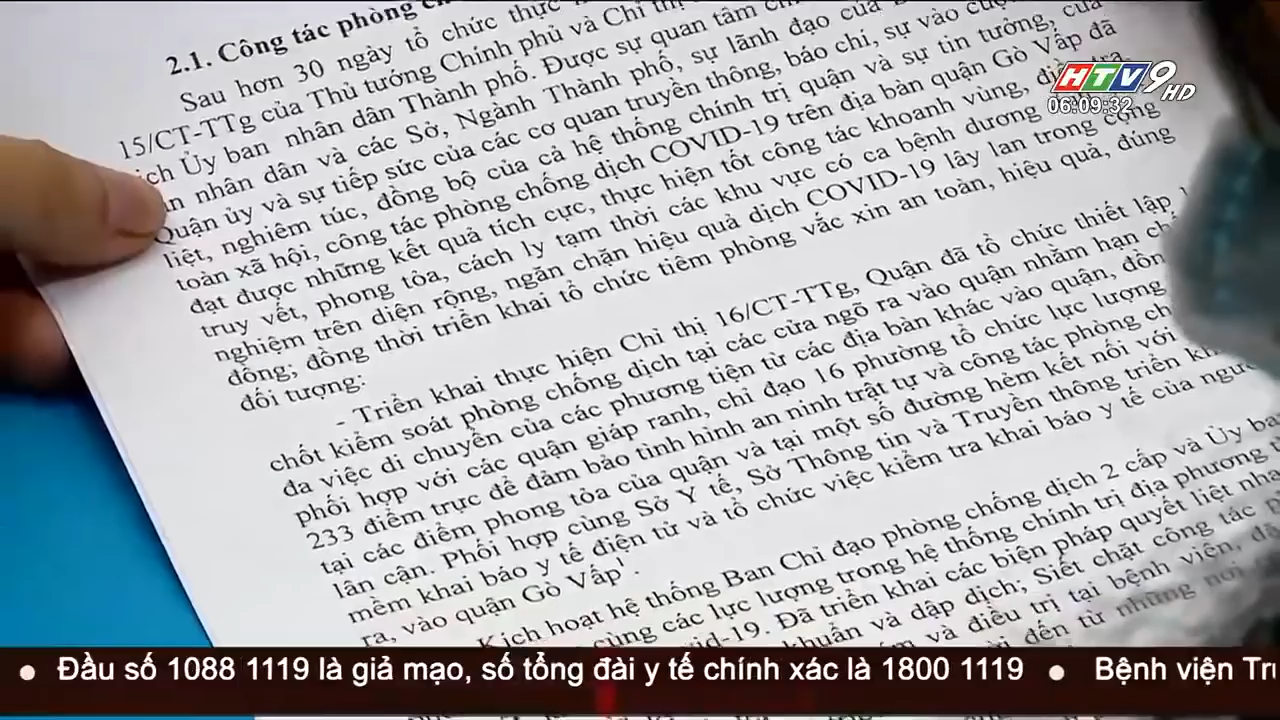 2.1. Công tác phòng
Sau hơn 30 ngày tổ chức thực
15/CT-TTg của Thủ tướng Chính phủ và Chỉ thị
Ủy ban nhân dân Thành phố. Được sự quan tâm
nhân dân và các Sở, Ngành Thành phố, sự lãnh đạo của
Quận ủy và sự tiếp sức của các cơ quan truyền thông, báo chí, sự vào cuộc
liệt, nghiêm túc, đồng bộ của cả hệ thống chính trị quận và sự tin tưởng, của
toàn xã hội, công tác phòng chống dịch COVID-19 trên địa bàn quận Gò Vấp đã
đạt được những kết quả tích cực, thực hiện tốt công tác khoanh vùng, điều tra,
truy vết, phong tỏa, cách ly tạm thời các khu vực có ca bệnh dương
nghiệm trên diện rộng, ngăn chặn hiệu quả dịch COVID-19 lây lan trong cộng
đồng; đồng thời triển khai tổ chức tiêm phòng vắc xin an toàn, hiệu quả, đúng
đối tượng:
- Triển khai thực hiện Chỉ thị 16/CT-TTg, Quận đã tổ chức thiết lập
chốt kiểm soát phòng chống dịch tại các cửa ngõ ra vào quận nhằm hạn chế
đa việc di chuyển của các phương tiện từ các địa bàn khác vào quận,
phối hợp với các quận giáp ranh, chỉ đạo 16 phường tổ chức lực lượng
233 điểm trực để đảm bảo tình hình an ninh trật tự và công tác phòng
tại các điểm phong tỏa của quận và tại một số đường hẻm kết nối với
lân cận. Phối hợp cùng Sở Y tế, Sở Thông tin và Truyền thông triển
mềm khai báo y tế điện tử và tổ chức việc kiểm tra khai báo y tế của
ra, vào quận Gò Vấp¹.
Kích hoạt hệ thống Ban Chỉ đạo phòng chống dịch 2 cấp và Ủy
cùng các lực lượng trong hệ thống chính trị địa phương
Đã triển khai các biện pháp quyết liệt
khuẩn và dập dịch; Siết chặt công tác
và điều trị tại bệnh viện,
đến từ những nơi
HTV9 HD
06:09:32
● Đầu số 1088 1119 là giả mạo, số tổng đài y tế chính xác là 1800 1119 ● Bệnh viện